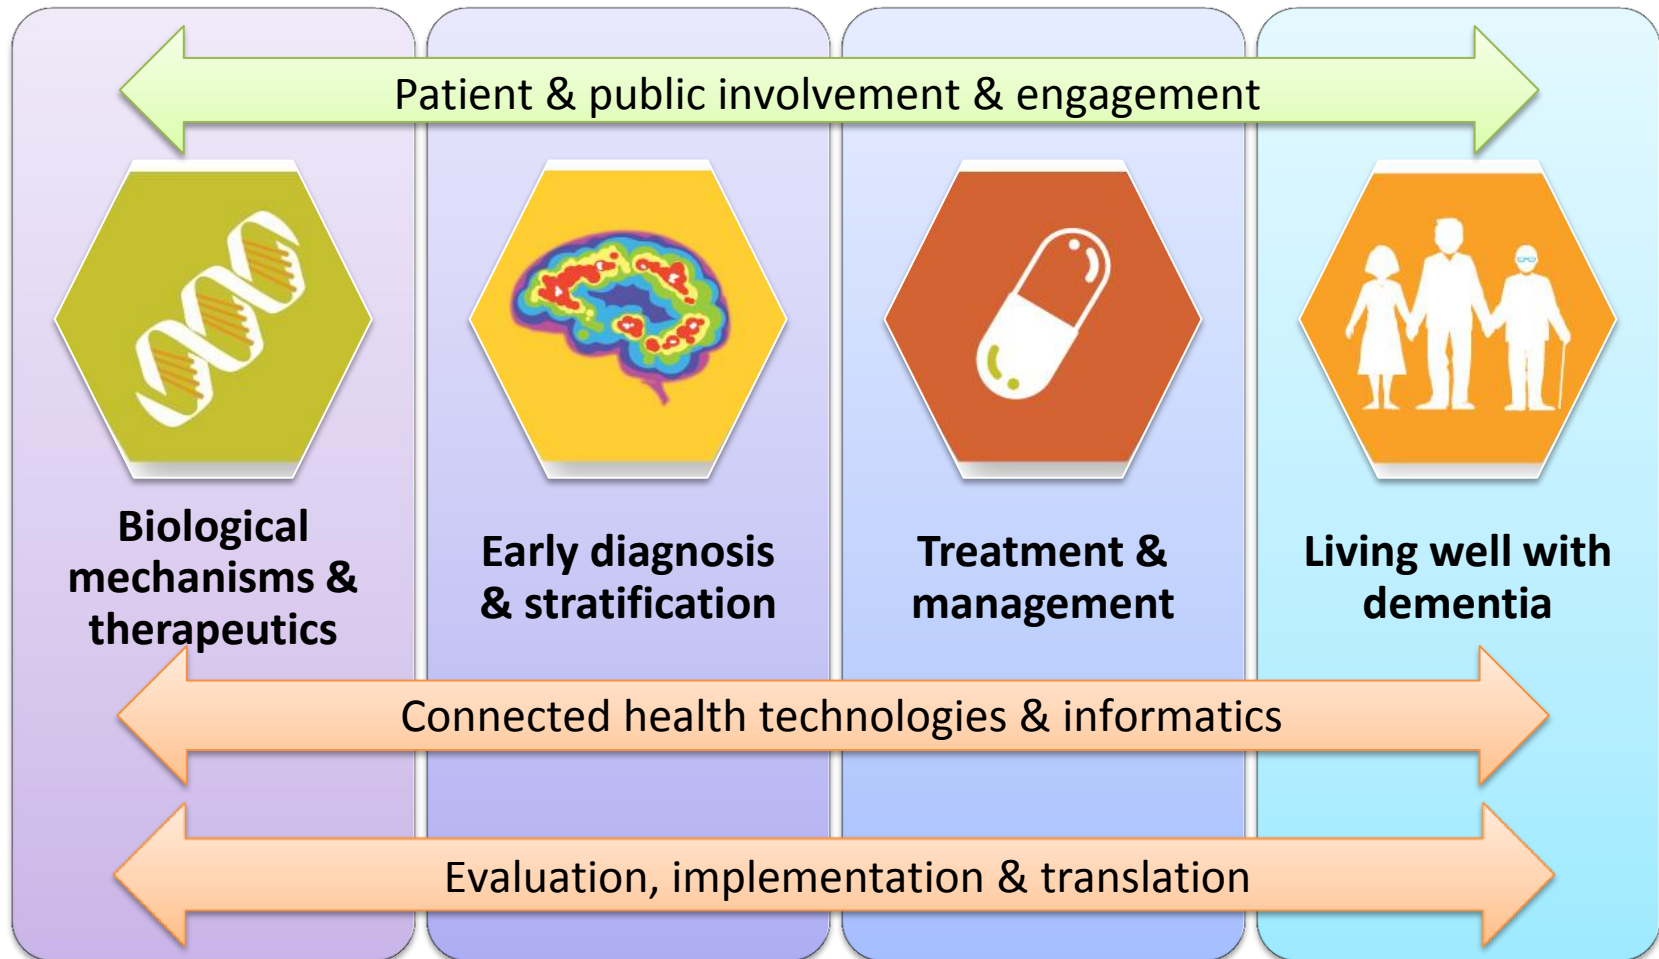 Patient & public involvement & engagement
Biological
mechanisms &
therapeutics
Early diagnosis
& stratification
Treatment &
management
Living well with
dementia
Connected health technologies & informatics
Evaluation, implementation & translation